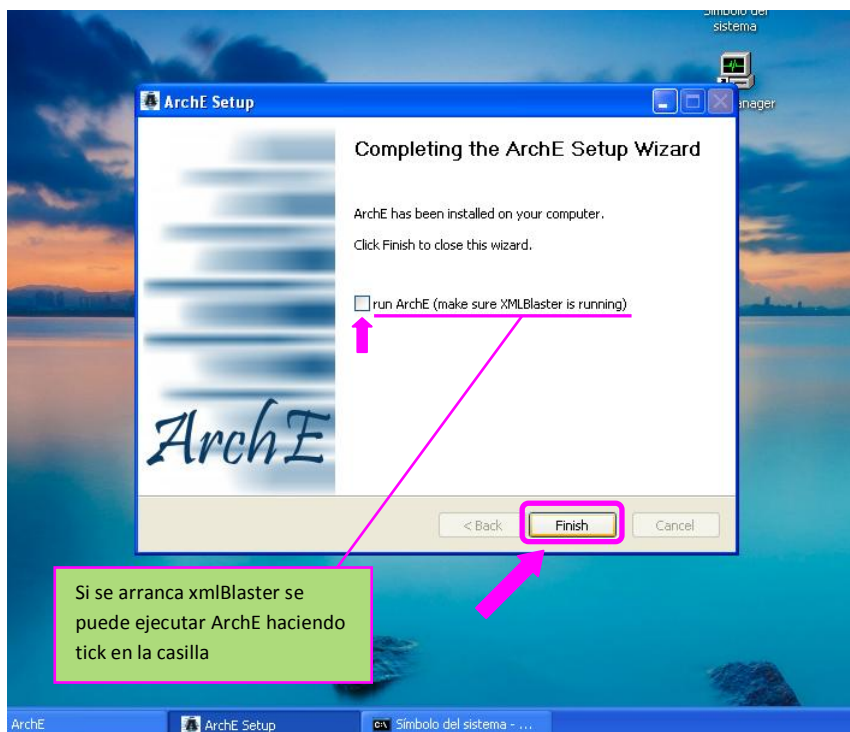 Símbolo del
sistema
nager
ArchE Setup
Completing the ArchE Setup Wizard
ArchE has been installed on your computer.
Click Finish to close this wizard.
run ArchE (make sure XMLBlaster is running)
ArchE
< Back
Finish
Cancel
Si se arranca xmlBlaster se
puede ejecutar ArchE haciendo
tick en la casilla
ArchE
ArchE Setup
Símbolo del sistema - ...